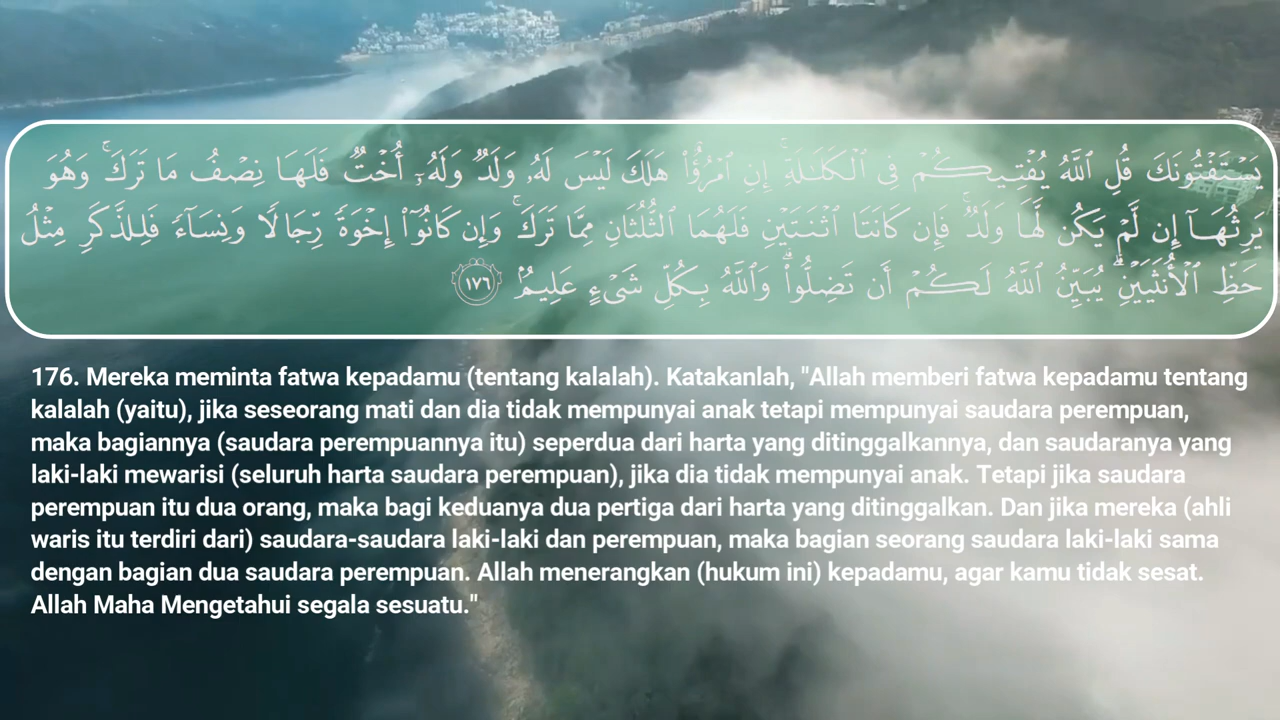 يَسْتَفْتُونَكَ قُلِ ٱللَّهُ يُفْتِيكُمْ فِى ٱلْكَلَـٰلَةِ ۚ إِنِ ٱمْرُؤٌا۟ هَلَكَ لَيْسَ لَهُۥ وَلَدٌ وَلَهُۥٓ أُخْتٌ فَلَهَا نِصْفُ مَا تَرَكَ ۚ وَهُوَ
يَرِثُهَآ إِن لَّمْ يَكُن لَّهَا وَلَدٌ ۚ فَإِن كَانَتَا ٱثْنَتَيْنِ فَلَهُمَا ٱلثُّلُثَانِ مِمَّا تَرَكَ ۚ وَإِن كَانُوٓا۟ إِخْوَةً رِّجَالًا وَنِسَآءً فَلِلذَّكَرِ مِثْلُ
حَظِّ ٱلْأُنثَيَيْنِ ۗ يُبَيِّنُ ٱللَّهُ لَكُمْ أَن تَضِلُّوا۟ ۗ وَٱللَّهُ بِكُلِّ شَىْءٍ عَلِيمٌۢ ١٧٦
176. Mereka meminta fatwa kepadamu (tentang kalalah). Katakanlah, "Allah memberi fatwa kepadamu tentang
kalalah (yaitu), jika seseorang mati dan dia tidak mempunyai anak tetapi mempunyai saudara perempuan,
maka bagiannya (saudara perempuannya itu) seperdua dari harta yang ditinggalkannya, dan saudaranya yang
laki-laki mewarisi (seluruh harta saudara perempuan), jika dia tidak mempunyai anak. Tetapi jika saudara
perempuan itu dua orang, maka bagi keduanya dua pertiga dari harta yang ditinggalkan. Dan jika mereka (ahli
waris itu terdiri dari) saudara-saudara laki-laki dan perempuan, maka bagian seorang saudara laki-laki sama
dengan bagian dua saudara perempuan. Allah menerangkan (hukum ini) kepadamu, agar kamu tidak sesat.
Allah Maha Mengetahui segala sesuatu."